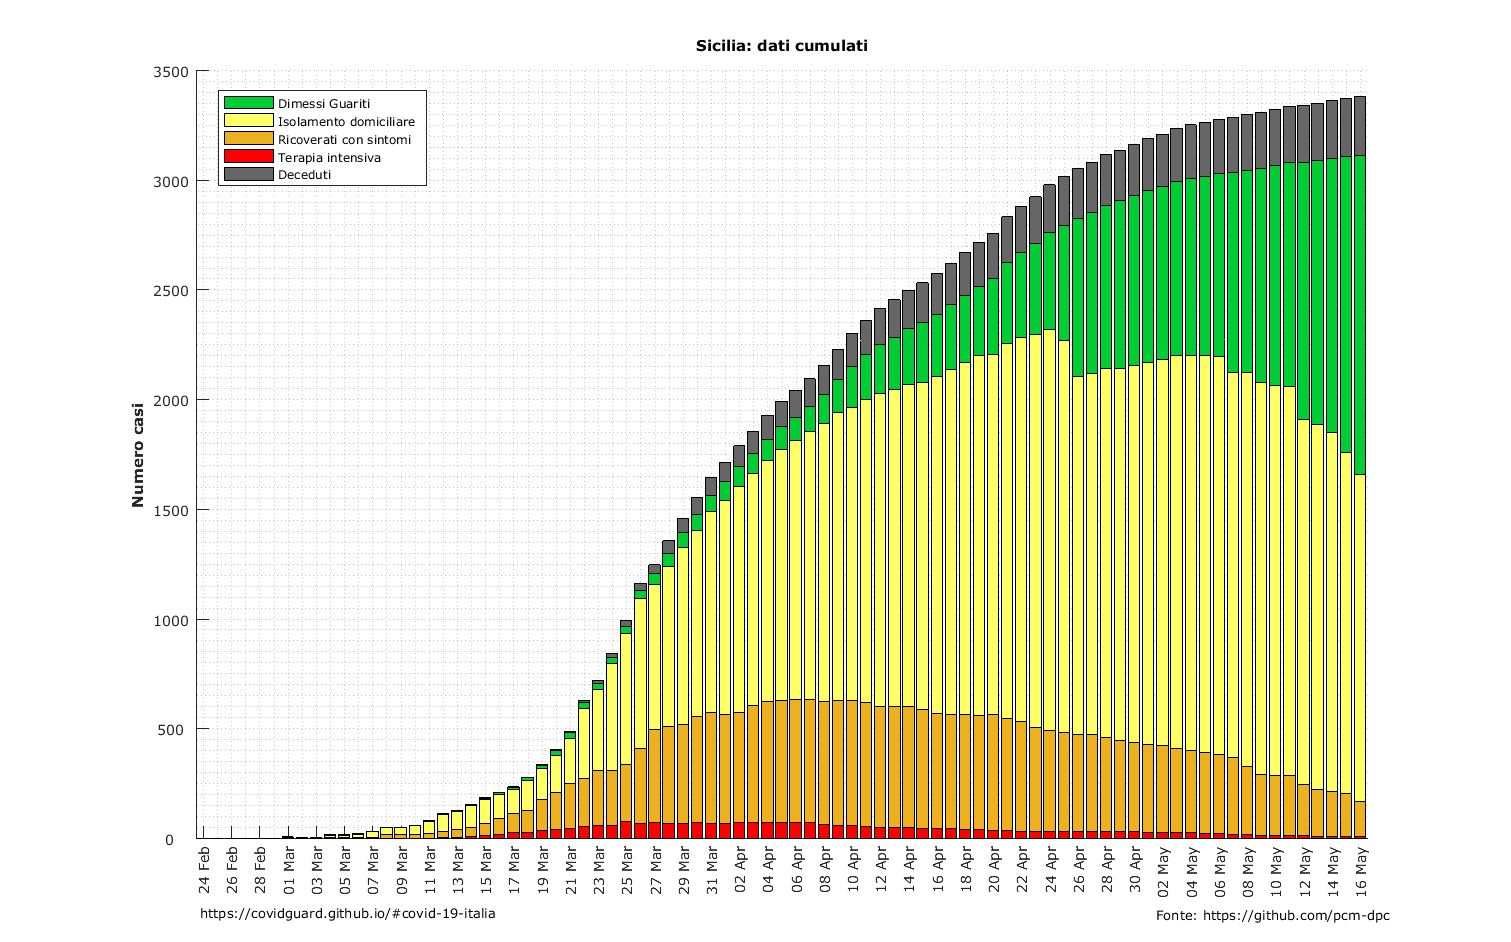 Sicilia: dati cumulati
3500
3000
2500
2000
1500
1000
500
0
Numero casi
Dimessi Guariti
Isolamento domiciliare
Ricoverati con sintomi
Terapia intensiva
Deceduti
24 Feb
26 Feb
28 Feb
01 Mar
03 Mar
05 Mar
07 Mar
09 Mar
11 Mar
13 Mar
15 Mar
17 Mar
19 Mar
21 Mar
23 Mar
25 Mar
27 Mar
29 Mar
31 Mar
02 Apr
04 Apr
06 Apr
08 Apr
10 Apr
12 Apr
14 Apr
16 Apr
18 Apr
20 Apr
22 Apr
24 Apr
26 Apr
28 Apr
30 Apr
02 May
04 May
06 May
08 May
10 May
12 May
14 May
16 May
https://covidguard.github.io/#covid-19-italia
Fonte: https://github.com/pcm-dpc